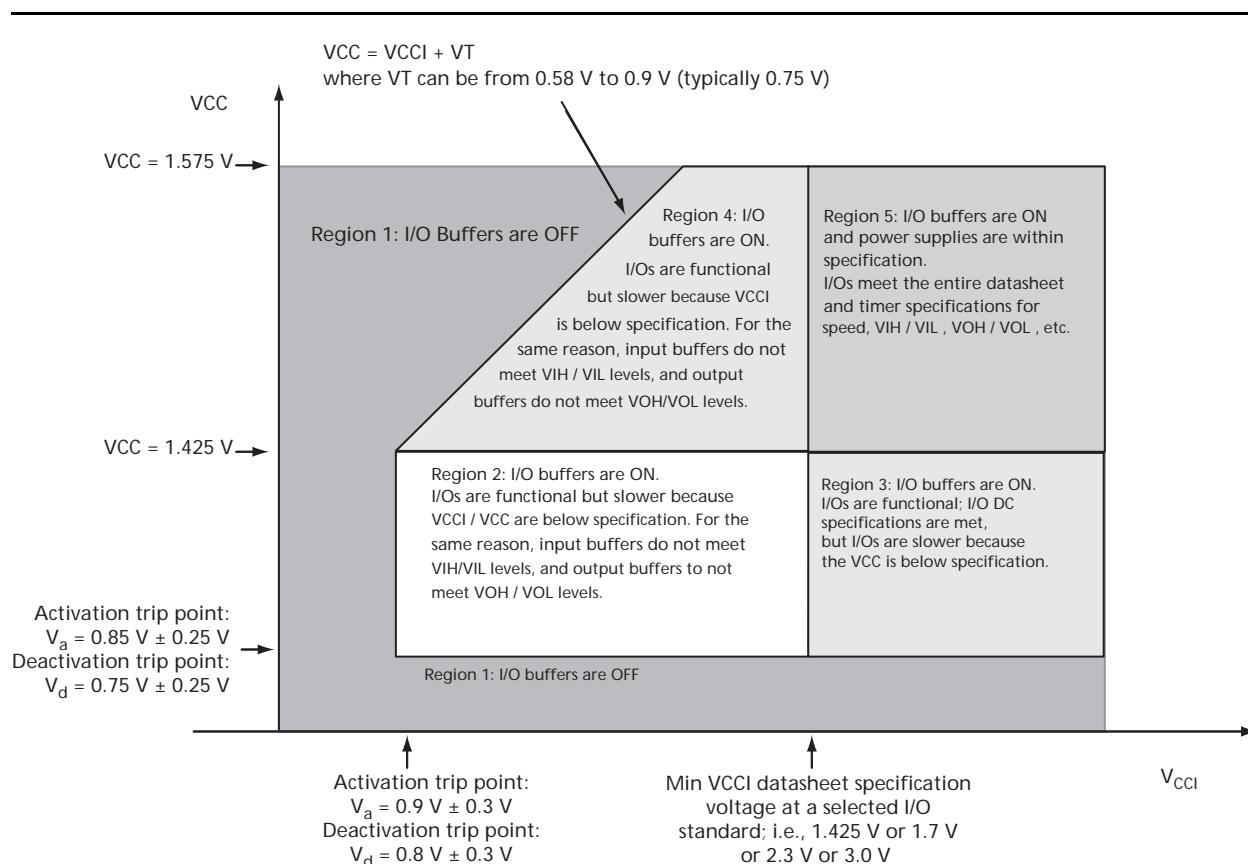 VCC = VCCI + VT
where VT can be from 0.58 V to 0.9 V (typically 0.75 V)
VCC
VCC = 1.575 V
Region 1: I/O Buffers are OFF
Region 4: I/O
buffers are ON.
I/Os are functional
but slower because VCCI
is below specification. For the
same reason, input buffers do not
meet VIH / VIL levels, and output
buffers do not meet VOH/VOL levels.
Region 5: I/O buffers are ON
and power supplies are within
specification.
I/Os meet the entire datasheet
and timer specifications for
speed, VIH / VIL , VOH / VOL , etc.
VCC = 1.425 V
Region 2: I/O buffers are ON.
I/Os are functional but slower because
VCCI / VCC are below specification. For the
same reason, input buffers do not meet
VIH/VIL levels, and output buffers to not
meet VOH / VOL levels.
Region 3: I/O buffers are ON.
I/Os are functional; I/O DC
specifications are met,
but I/Os are slower because
the VCC is below specification.
Activation trip point:
Va = 0.85 V ± 0.25 V
Deactivation trip point:
Vd = 0.75 V ± 0.25 V
Region 1: I/O buffers are OFF
Activation trip point:
Va = 0.9 V ± 0.3 V
Deactivation trip point:
Vd = 0.8 V ± 0.3 V
Min VCCI datasheet specification
voltage at a selected I/O
standard; i.e., 1.425 V or 1.7 V
or 2.3 V or 3.0 V
VCCI